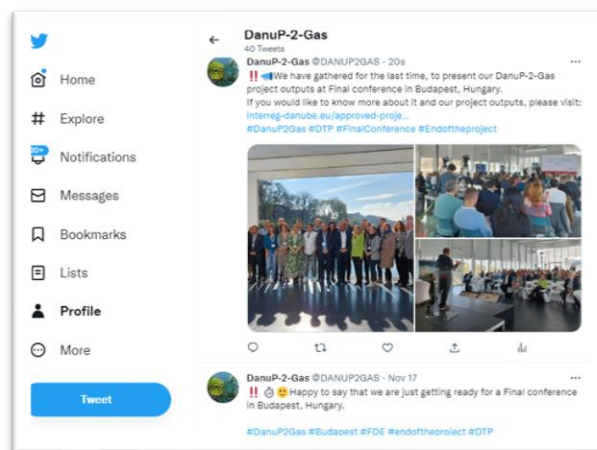 DanuP-2-Gas
40 Tweets
Home
Explore
20+
Notifications
Messages
Bookmarks
Lists
Profile
More
Tweet
DanuP-2-Gas @DANUP2GAS · 20s
‼️📢We have gathered for the last time, to present our DanuP-2-Gas
project outputs at Final conference in Budapest, Hungary.
If you would like to know more about it and our project outputs, please visit:
interreg-danube.eu/approved-proje...
#DanuP2Gas #DTP #FinalConference #Endoftheproject
DanuP-2-Gas @DANUP2GAS · Nov 17
‼️ ⏱️🙂Happy to say that we are just getting ready for a Final conference
in Budapest, Hungary.
#DanuP2Gas #Budapest #FDE #endoftheproject #DTP